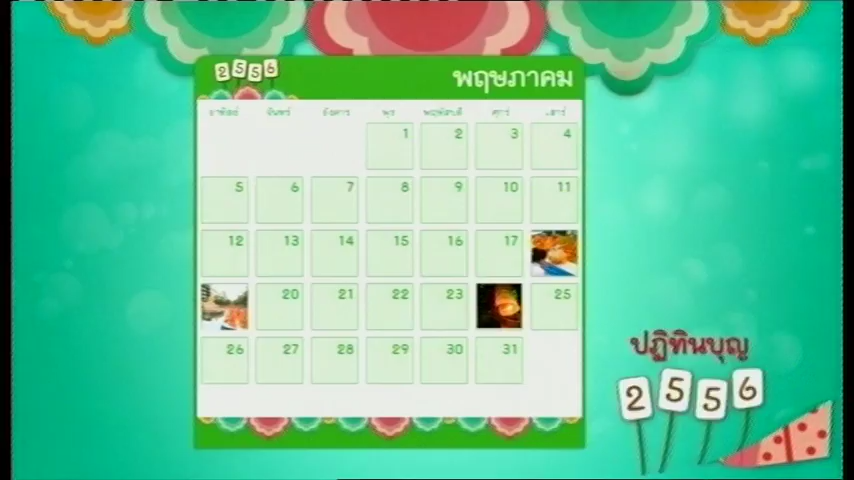 2556
พฤษภาคม
อาทิตย์ จันทร์ อังคาร พุธ พฤหัสบดี ศุกร์ เสาร์
1 2 3 4
5 6 7 8 9 10 11
12 13 14 15 16 17
20 21 22 23 25
26 27 28 29 30 31
ปฏิทินบุญ
2556